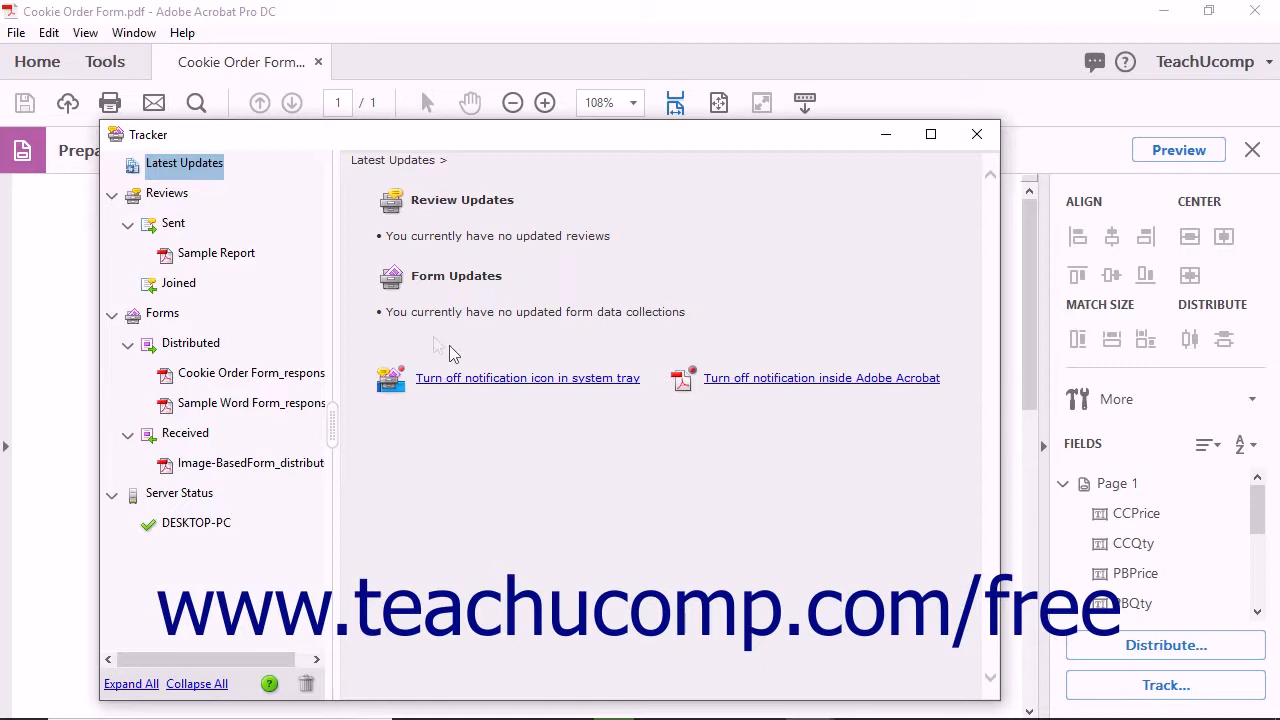 Cookie Order Form.pdf - Adobe Acrobat Pro DC
File Edit View Window Help
Home Tools Cookie Order Form... × TeachUcomp
1 / 1 108%
Tracker
Prepa
Preview
Latest Updates
Reviews
Sent
Sample Report
Joined
Forms
Distributed
Cookie Order Form_respons
Sample Word Form_respons
Received
Image-BasedForm_distribut
Server Status
DESKTOP-PC
Expand All Collapse All
Latest Updates >
Review Updates
• You currently have no updated reviews
Form Updates
• You currently have no updated form data collections
Turn off notification icon in system tray Turn off notification inside Adobe Acrobat
ALIGN CENTER
MATCH SIZE DISTRIBUTE
More
FIELDS
Page 1
CCPrice
CCQty
PBPrice
PBQty
Distribute...
Track...
www.teachucomp.com/free